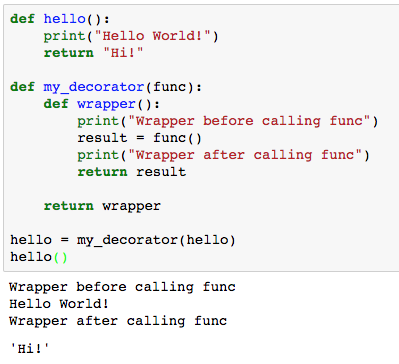 def hello():
    print("Hello World!")
    return "Hi!"

def my_decorator(func):
    def wrapper():
        print("Wrapper before calling func")
        result = func()
        print("Wrapper after calling func")
        return result

    return wrapper

hello = my_decorator(hello)
hello()
Wrapper before calling func
Hello World!
Wrapper after calling func
'Hi!'